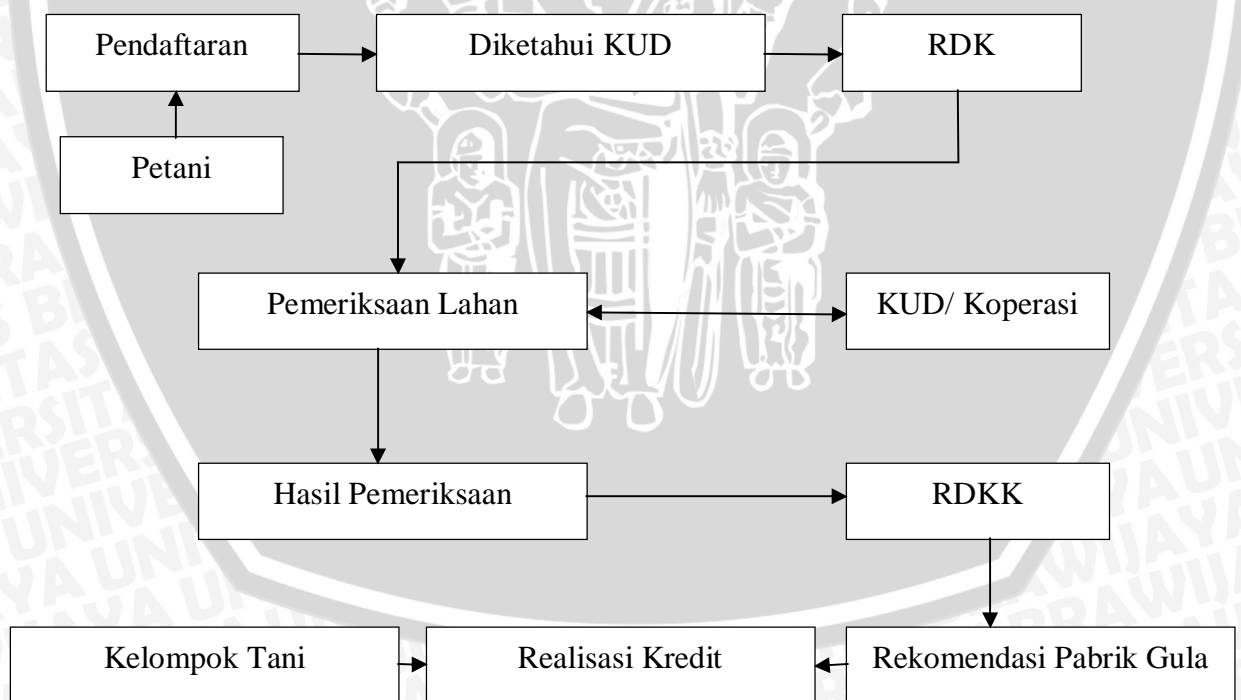 Pendaftaran
Diketahui KUD
RDK
Petani
Pemeriksaan Lahan
KUD/ Koperasi
Hasil Pemeriksaan
RDKK
Kelompok Tani
Realisasi Kredit
Rekomendasi Pabrik Gula